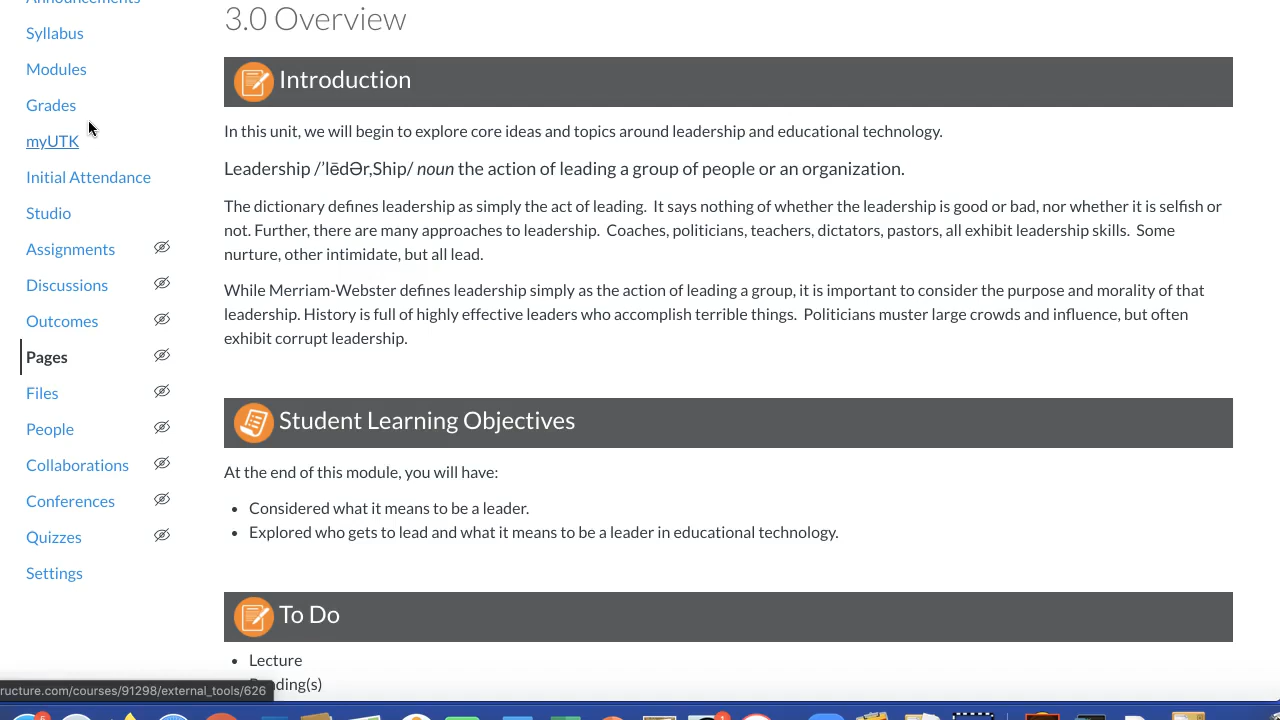 Announcements
Syllabus
Modules
Grades
myUTK
Initial Attendance
Studio
Assignments
Discussions
Outcomes
Pages
Files
People
Collaborations
Conferences
Quizzes
Settings
3.0 Overview
Introduction
In this unit, we will begin to explore core ideas and topics around leadership and educational technology.
Leadership /ˈlēdƏr,Ship/ noun the action of leading a group of people or an organization.
The dictionary defines leadership as simply the act of leading.  It says nothing of whether the leadership is good or bad, nor whether it is selfish or
not. Further, there are many approaches to leadership.  Coaches, politicians, teachers, dictators, pastors, all exhibit leadership skills.  Some
nurture, other intimidate, but all lead.
While Merriam-Webster defines leadership simply as the action of leading a group, it is important to consider the purpose and morality of that
leadership. History is full of highly effective leaders who accomplish terrible things.  Politicians muster large crowds and influence, but often
exhibit corrupt leadership.
Student Learning Objectives
At the end of this module, you will have:
• Considered what it means to be a leader.
• Explored who gets to lead and what it means to be a leader in educational technology.
To Do
• Lecture
ding(s)
ructure.com/courses/91298/external_tools/626